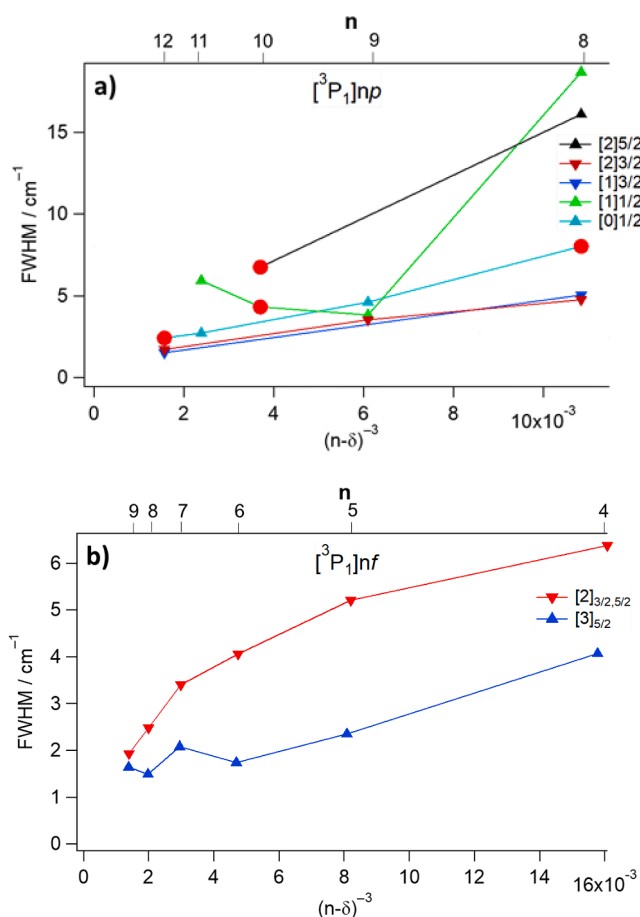 n
12 11 10 9 8
a)
[³P₁]np
15
10
5
0
FWHM / cm⁻¹
[2]5/2
[2]3/2
[1]3/2
[1]1/2
[0]1/2
0 2 4 6 8 10x10⁻³
(n-δ)⁻³
n
9 8 7 6 5 4
b)
[³P₁]nf
6
5
4
3
2
1
0
FWHM / cm⁻¹
[2]₃/₂,₅/₂
[3]₅/₂
0 2 4 6 8 10 12 14 16x10⁻³
(n-δ)⁻³